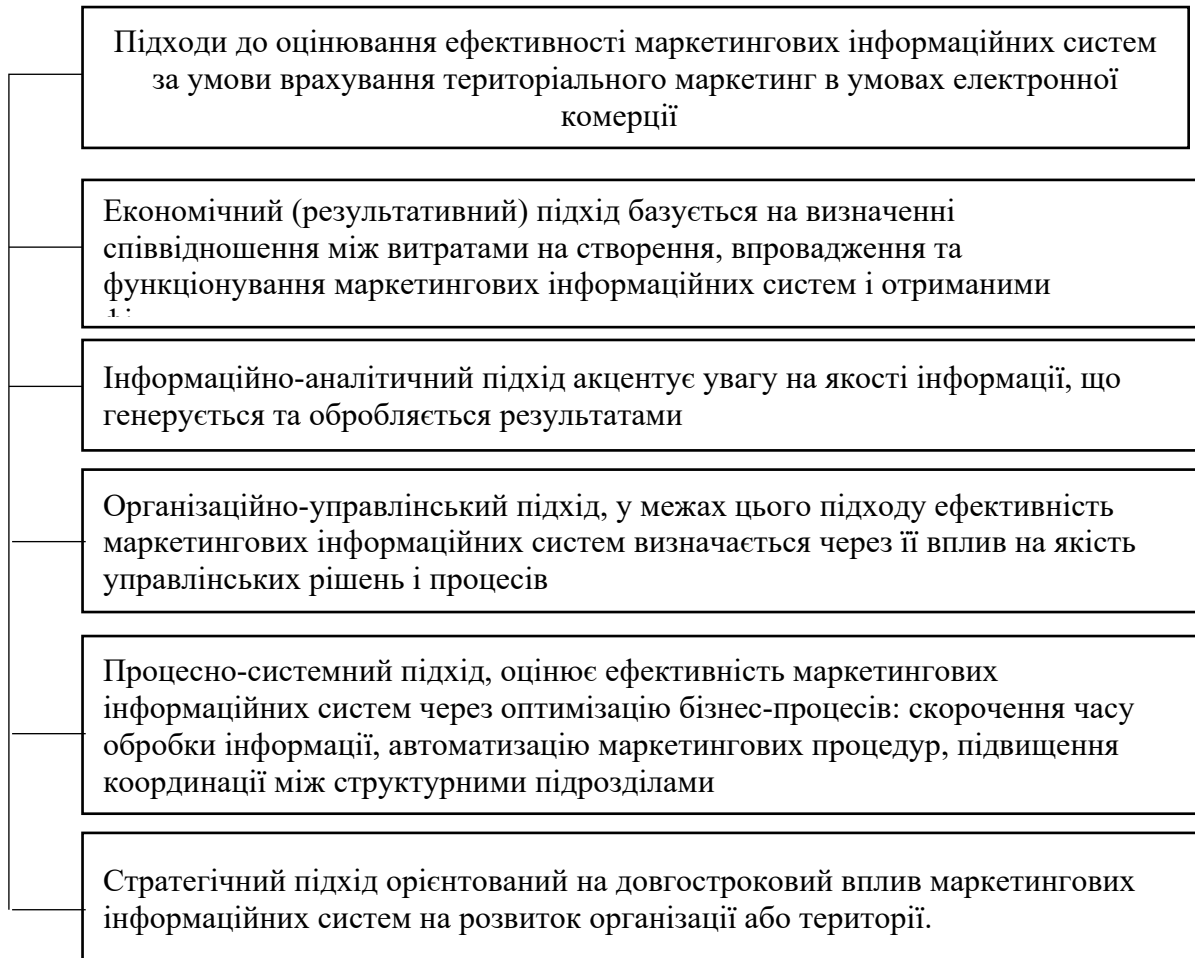 Підходи до оцінювання ефективності маркетингових інформаційних систем
за умови врахування територіального маркетинг в умовах електронної
комерції
Економічний (результативний) підхід базується на визначенні
співвідношення між витратами на створення, впровадження та
функціонування маркетингових інформаційних систем і отриманими
Інформаційно-аналітичний підхід акцентує увагу на якості інформації, що
генерується та обробляється результатами
Організаційно-управлінський підхід, у межах цього підходу ефективність
маркетингових інформаційних систем визначається через її вплив на якість
управлінських рішень і процесів
Процесно-системний підхід, оцінює ефективність маркетингових
інформаційних систем через оптимізацію бізнес-процесів: скорочення часу
обробки інформації, автоматизацію маркетингових процедур, підвищення
координації між структурними підрозділами
Стратегічний підхід орієнтований на довгостроковий вплив маркетингових
інформаційних систем на розвиток організації або території.